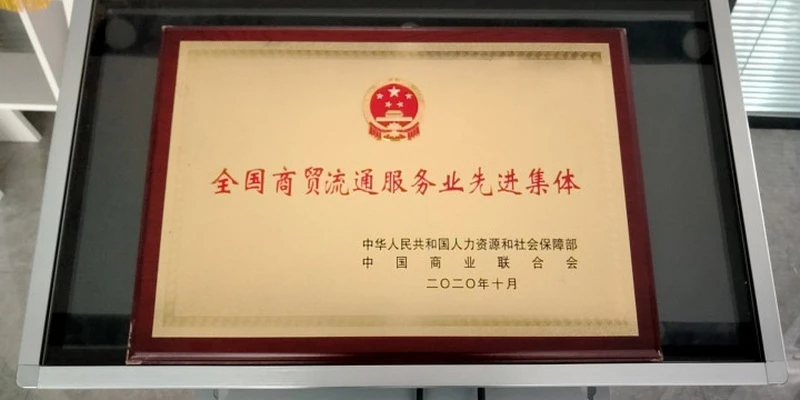 全国商贸流通服务业先进集体
中华人民共和国人力资源和社会保障部
中国商业联合会
二〇二〇年十月